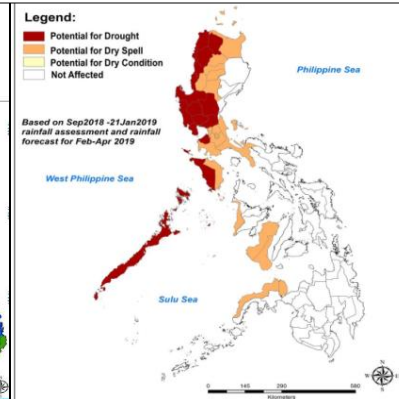 Legend:
Potential for Drought
Potential for Dry Spell
Potential for Dry Condition
Not Affected
Philippine Sea
Based on Sep2018 -21Jan2019
rainfall assessment and rainfall
forecast for Feb-Apr 2019
West Philippine Sea
Sulu Sea
0 145 290 580
Kilometers
N
W E
S